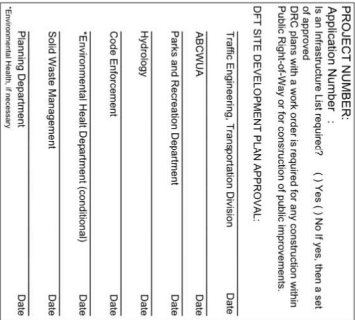 PROJECT NUMBER:
Application Number :
Is an Infrastructure List requirec? ( ) Yes ( ) No If yes, then a set
of approved
DRC plans with a work order is required for any construction within
Public Right-of-Way or for construction of public improvements.
DFT SITE DEVELOPMENT PLAN APPROVAL:
Traffic Engineering, Transportation Division Date
ABCWUA Date
Parks and Recreation Department Date
Hydrology Date
Code Enforcement Date
*Environmental Healt Department (conditional) Date
Solid Waste Management Date
Planning Department Date
*Environmental Health, if necessary